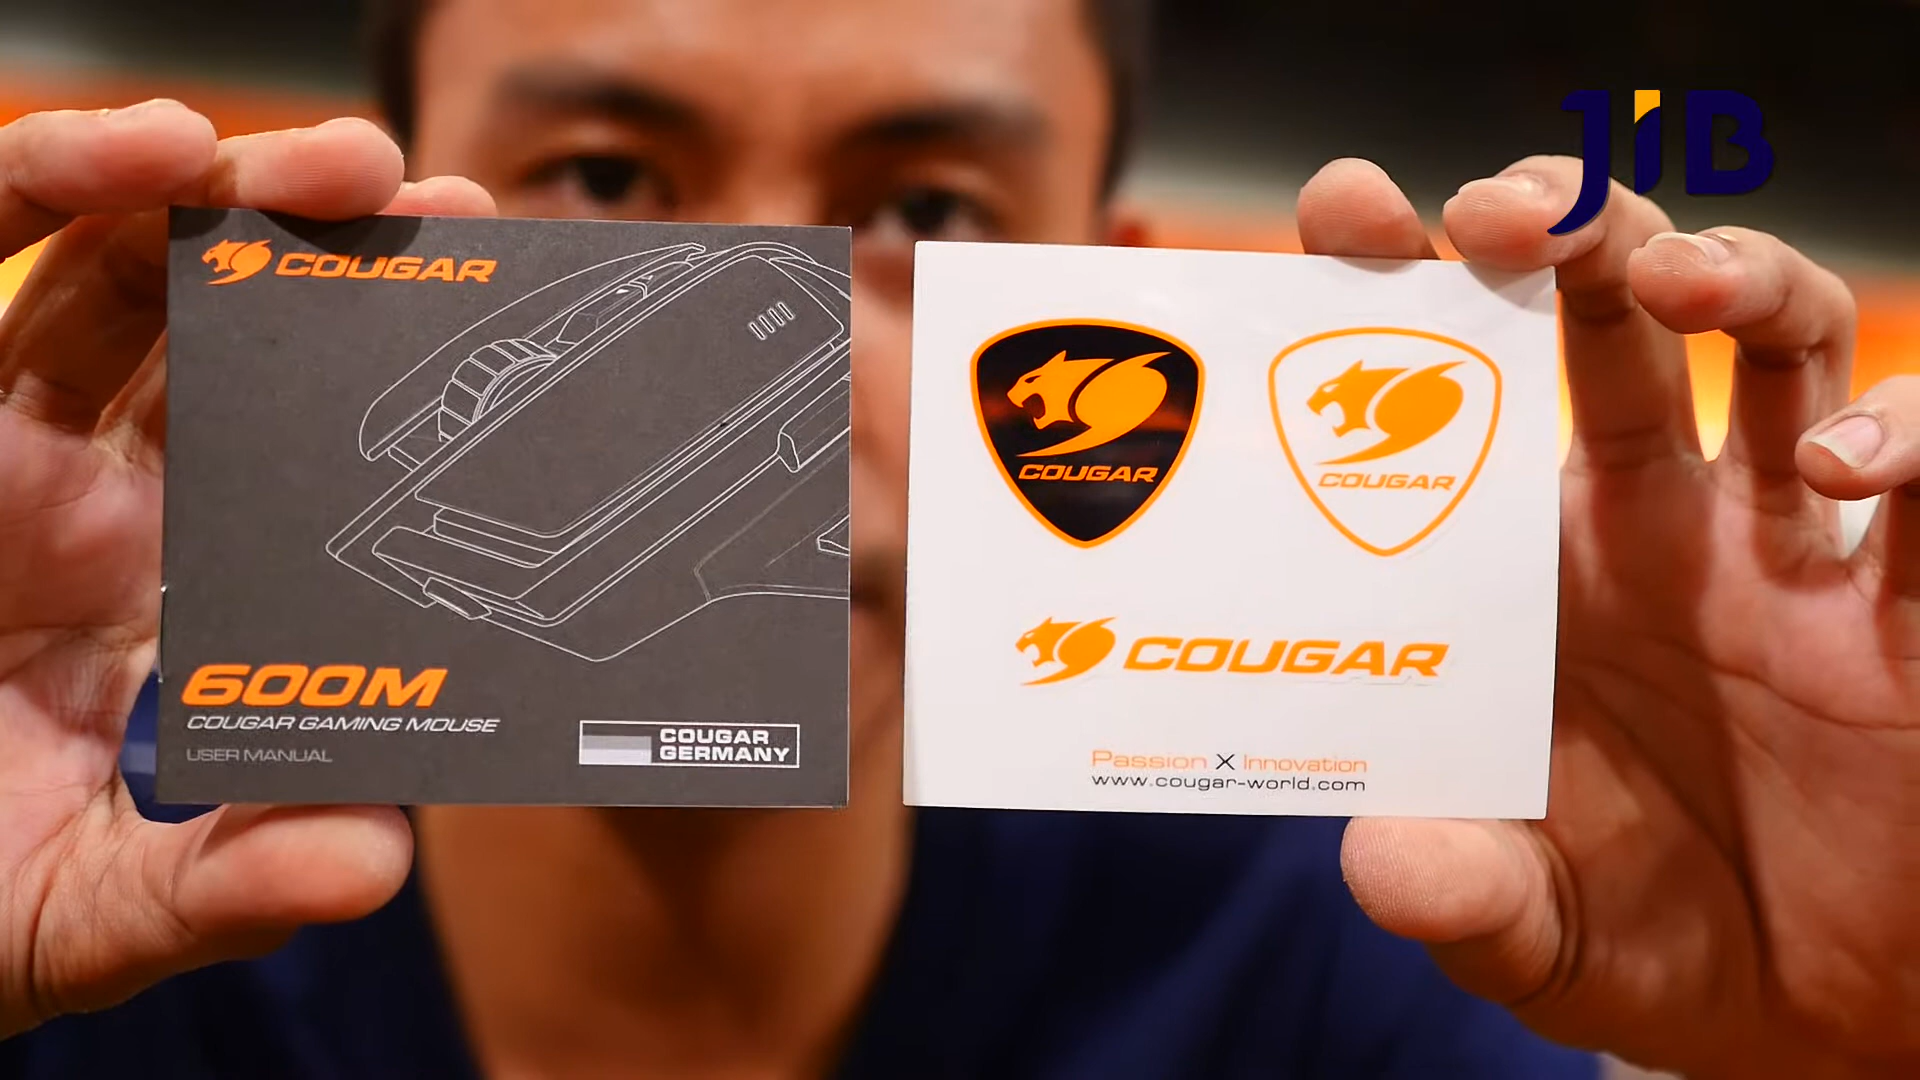 JiB
COUGAR
600M
COUGAR GAMING MOUSE
USER MANUAL
COUGAR
GERMANY
COUGAR
COUGAR
COUGAR
Passion X Innovation
www.cougar-world.com